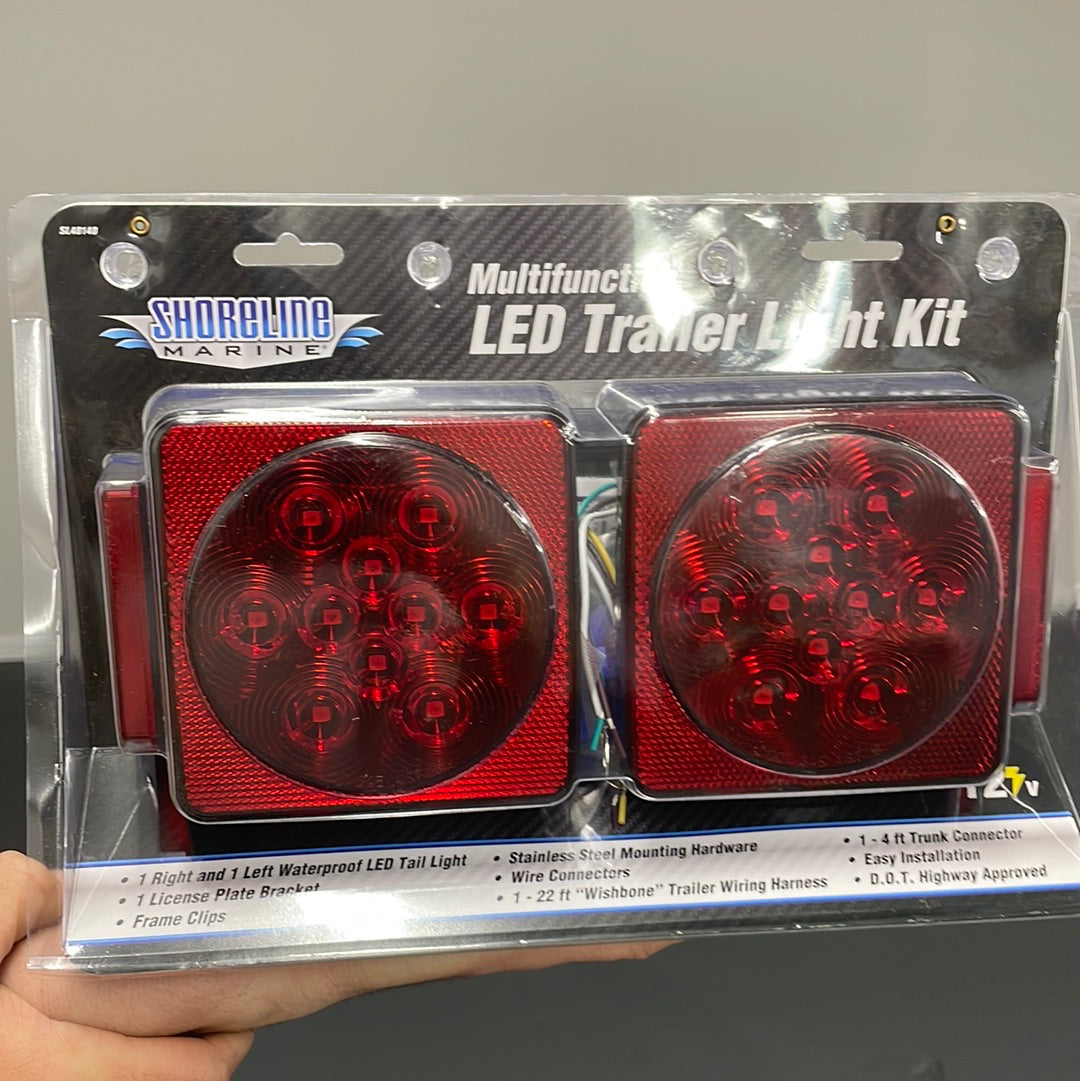 SL40140
Multifuncti
SHORELINE
MARINE®
LED Trailer Light Kit
12 v
• 1 Right and 1 Left Waterproof LED Tail Light
• 1 License Plate Bracket
• Frame Clips
• Stainless Steel Mounting Hardware
• Wire Connectors
• 1 - 22 ft "Wishbone" Trailer Wiring Harness
• 1 - 4 ft Trunk Connector
• Easy Installation
• D.O.T. Highway Approved